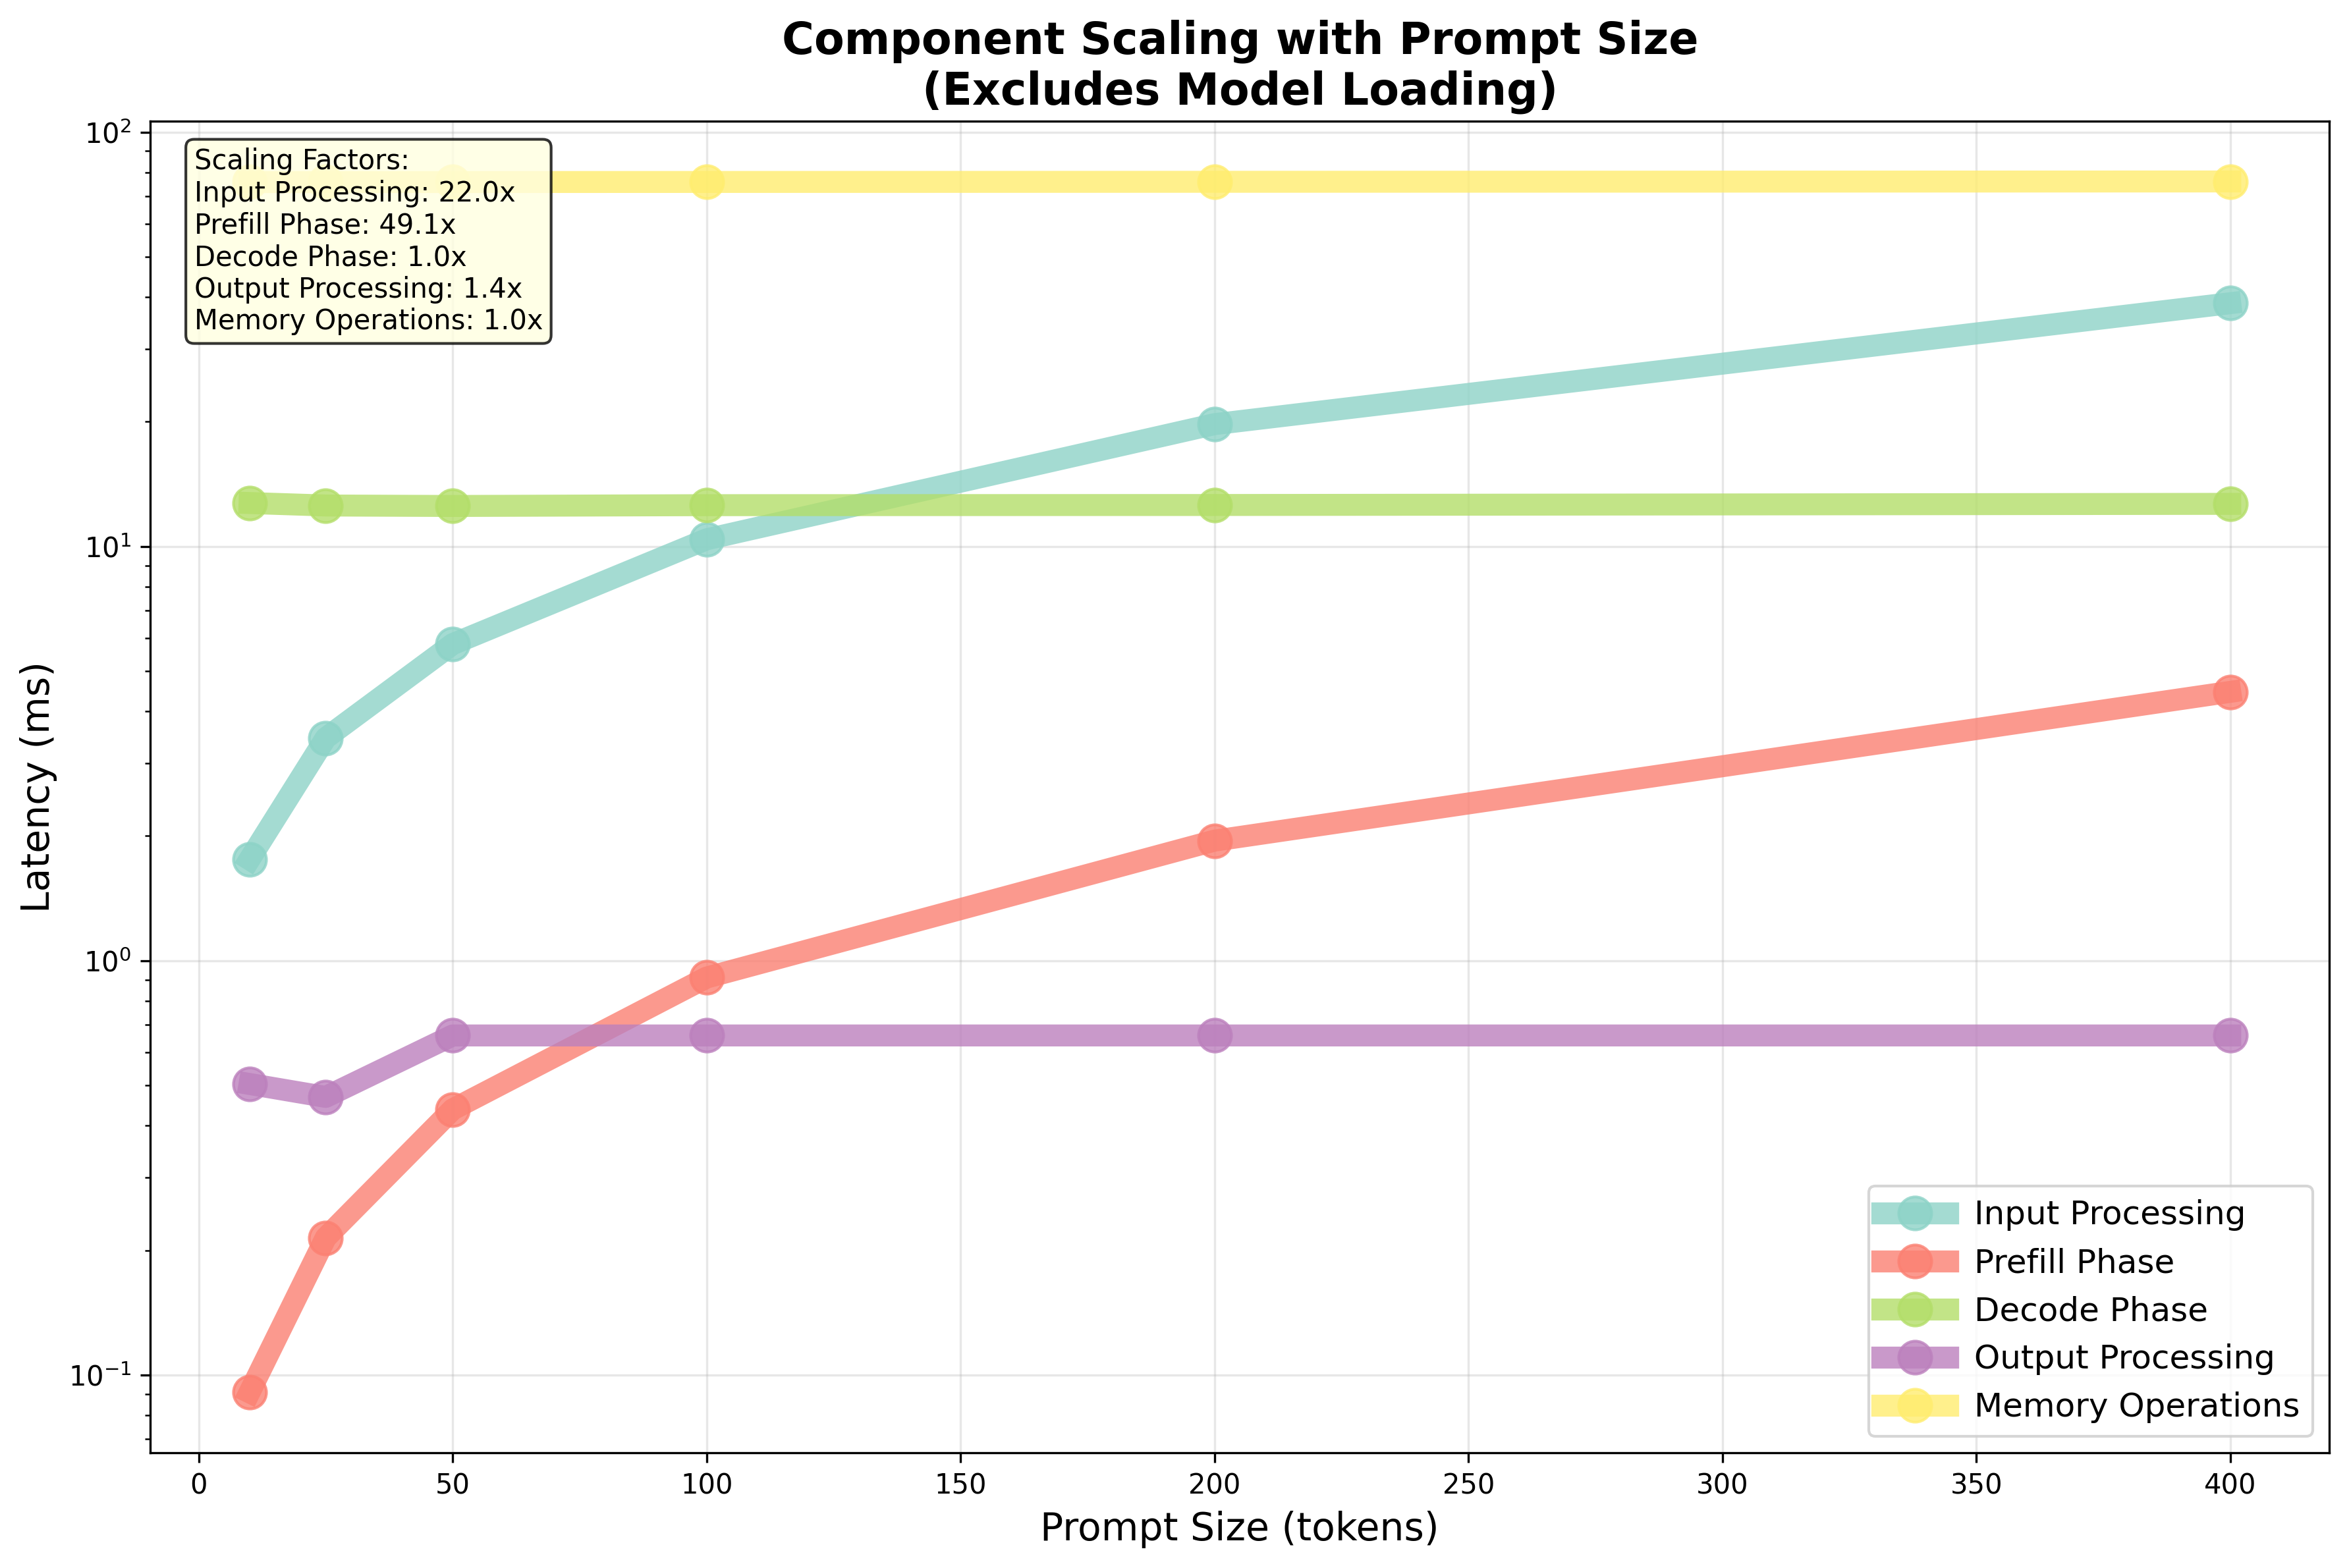 Component Scaling with Prompt Size
(Excludes Model Loading)
Scaling Factors:
Input Processing: 22.0x
Prefill Phase: 49.1x
Decode Phase: 1.0x
Output Processing: 1.4x
Memory Operations: 1.0x
Latency (ms)
10²
10¹
10⁰
10⁻¹
0 50 100 150 200 250 300 350 400
Prompt Size (tokens)
Input Processing
Prefill Phase
Decode Phase
Output Processing
Memory Operations